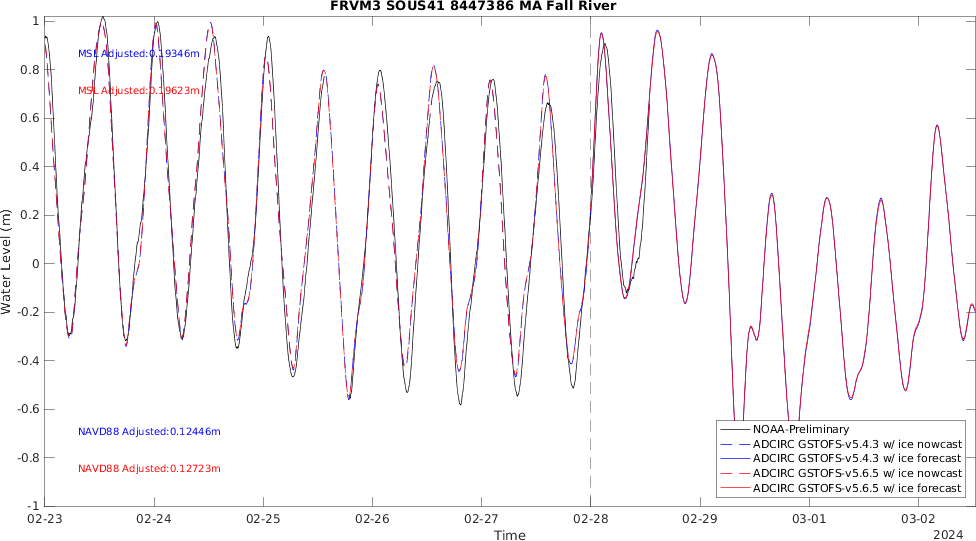 FRVM3 SOUS41 8447386 MA Fall River
MSL Adjusted:0.19346m
MSL Adjusted:0.19623m
NAVD88 Adjusted:0.12446m
NAVD88 Adjusted:0.12723m
Water Level (m)
1
0.8
0.6
0.4
0.2
0
-0.2
-0.4
-0.6
-0.8
-1
NOAA-Preliminary
ADCIRC GSTOFS-v5.4.3 w/ ice nowcast
ADCIRC GSTOFS-v5.4.3 w/ ice forecast
ADCIRC GSTOFS-v5.6.5 w/ ice nowcast
ADCIRC GSTOFS-v5.6.5 w/ ice forecast
02-23 02-24 02-25 02-26 02-27 02-28 02-29 03-01 03-02
Time
2024